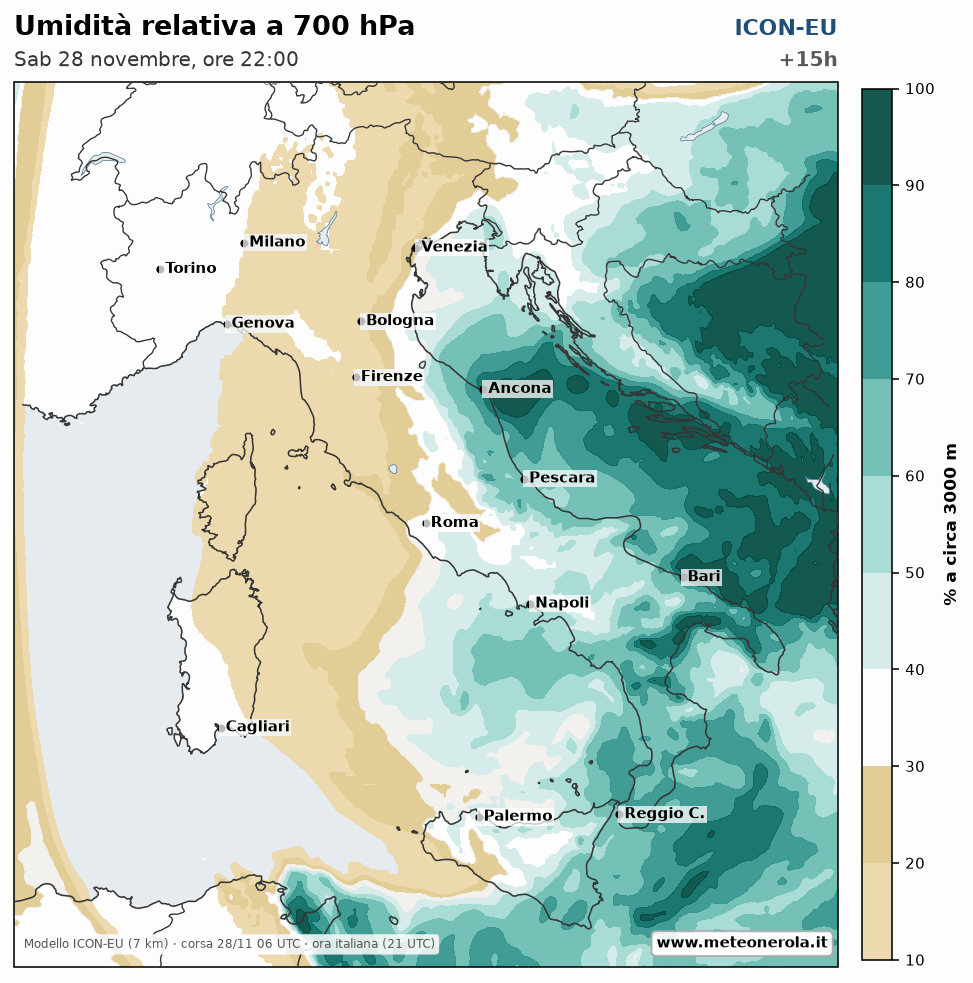 Umidità relativa a 700 hPa
ICON-EU
Sab 28 novembre, ore 22:00
+15h
100
90
80
70
60
50
40
30
20
10
% a circa 3000 m
Milano
Venezia
Torino
Genova
Bologna
Firenze
Ancona
Pescara
Roma
Bari
Napoli
Cagliari
Palermo
Reggio C.
Modello ICON-EU (7 km) · corsa 28/11 06 UTC · ora italiana (21 UTC)
www.meteonerola.it